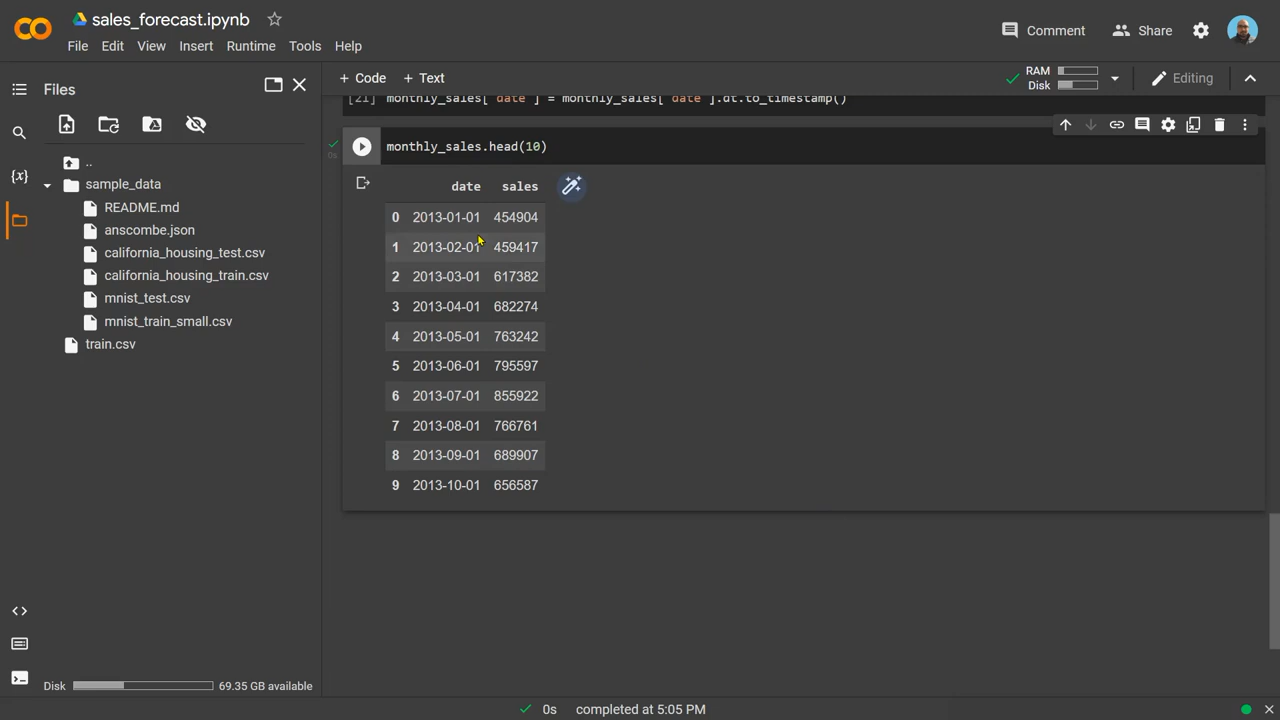 sales_forecast.ipynb
File Edit View Insert Runtime Tools Help
Comment Share
Files
+ Code + Text
RAM
Disk
Editing
[21] monthly_sales['date'] = monthly_sales['date'].dt.to_timestamp()
0s
monthly_sales.head(10)
date sales
0 2013-01-01 454904
1 2013-02-01 459417
2 2013-03-01 617382
3 2013-04-01 682274
4 2013-05-01 763242
5 2013-06-01 795597
6 2013-07-01 855922
7 2013-08-01 766761
8 2013-09-01 689907
9 2013-10-01 656587
{x}
..
sample_data
README.md
anscombe.json
california_housing_test.csv
california_housing_train.csv
mnist_test.csv
mnist_train_small.csv
train.csv
Disk 69.35 GB available
0s completed at 5:05 PM